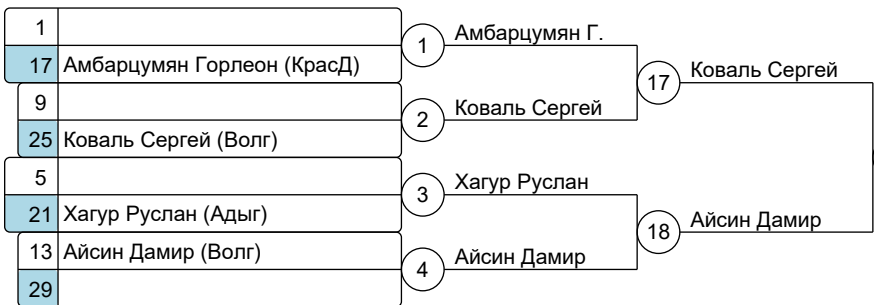 1
17 Амбарцумян Горлеон (КрасД)
9
25 Коваль Сергей (Волг)
5
21 Хагур Руслан (Адыг)
13 Айсин Дамир (Волг)
29
1 Амбарцумян Г.
2 Коваль Сергей
3 Хагур Руслан
4 Айсин Дамир
17 Коваль Сергей
18 Айсин Дамир